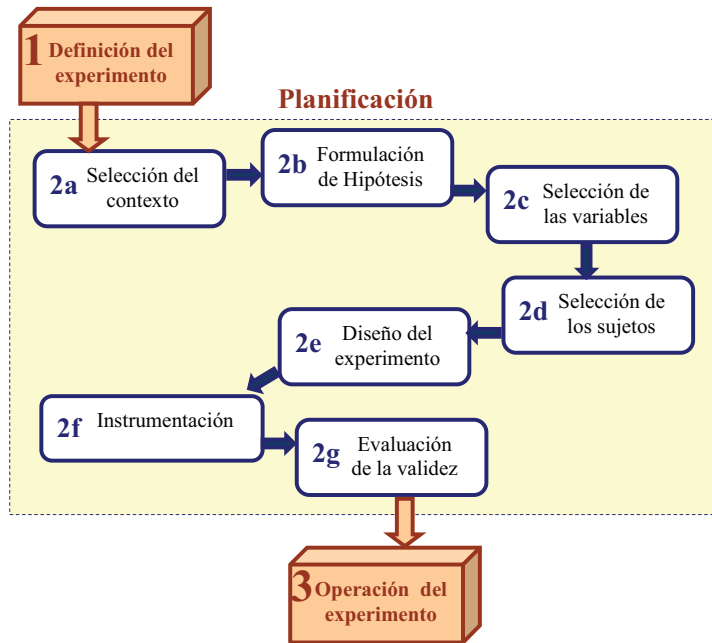 1 Definición del
experimento
Planificación
2a Selección del
contexto
2b Formulación
de Hipótesis
2c Selección de
las variables
2d Selección de
los sujetos
2e Diseño del
experimento
2f Instrumentación
2g Evaluación
de la validez
3 Operación del
experimento